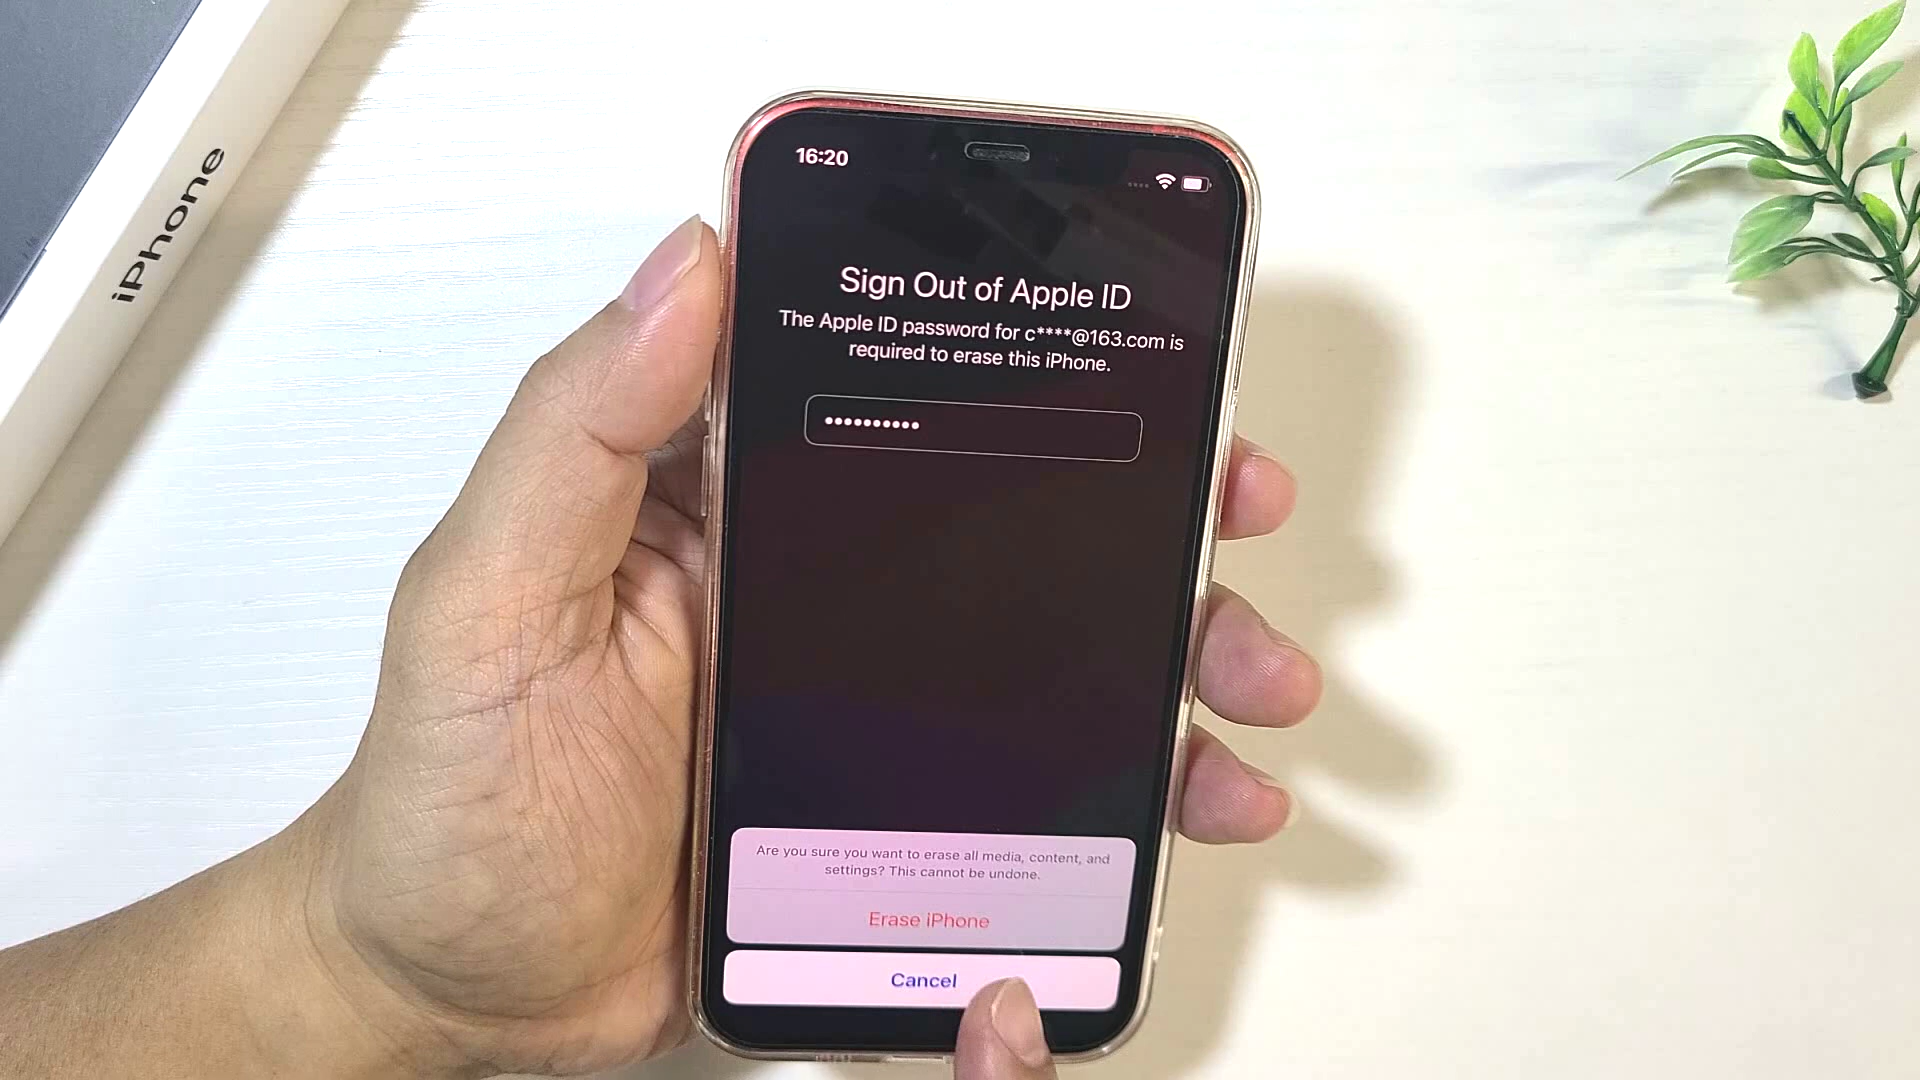 iPhone
16:20
Sign Out of Apple ID
The Apple ID password for c****@163.com is
required to erase this iPhone.
••••••••••
Are you sure you want to erase all media, content, and
settings? This cannot be undone.
Erase iPhone
Cancel